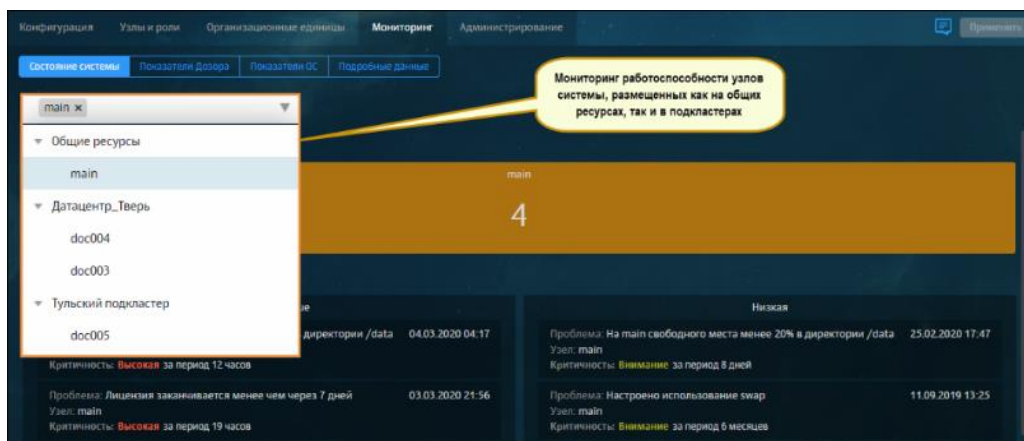 Конфигурация Узлы и роли Организационные единицы Мониторинг Администрирование Применить
Состояние системы Показатели Дозора Показатели ОС Подробные данные
Мониторинг работоспособности узлов
системы, размещенных как на общих
ресурсах, так и в подкластерах
main ×
Общие ресурсы
main
Датацентр_Тверь
doc004
doc003
Тульский подкластер
doc005
main
4
директории /data 04.03.2020 04:17
Критичность: Высокая за период 12 часов
Проблема: Лицензия заканчивается менее чем через 7 дней 03.03.2020 21:56
Узел: main
Критичность: Высокая за период 19 часов
Низкая
Проблема: На main свободного места менее 20% в директории /data 25.02.2020 17:47
Узел: main
Критичность: Внимание за период 8 дней
Проблема: Настроено использование swap 11.09.2019 13:25
Узел: main
Критичность: Внимание за период 6 месяцев